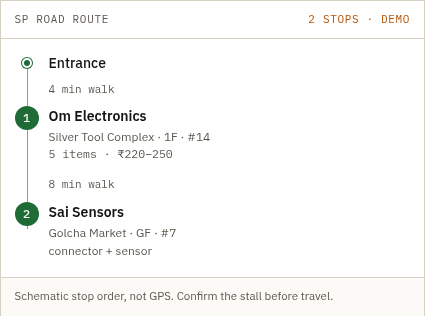 SP ROAD ROUTE
2 STOPS · DEMO
Entrance
4 min walk
1
Om Electronics
Silver Tool Complex · 1F · #14
5 items · ₹220–250
8 min walk
2
Sai Sensors
Golcha Market · GF · #7
connector + sensor
Schematic stop order, not GPS. Confirm the stall before travel.